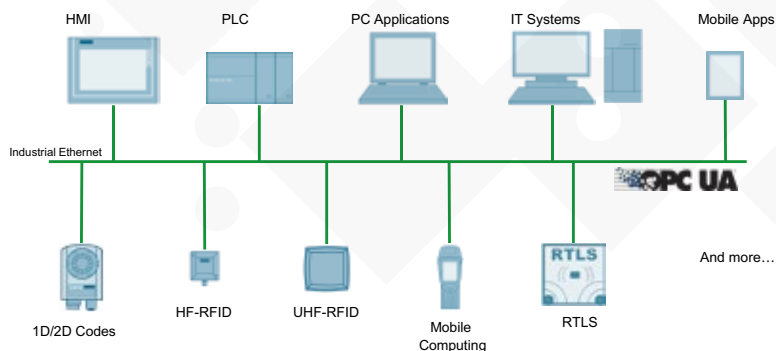 HMI
PLC
PC Applications
IT Systems
Mobile Apps
Industrial Ethernet
OPC UA
RTLS
And more…
1D/2D Codes
HF-RFID
UHF-RFID
Mobile
Computing
RTLS